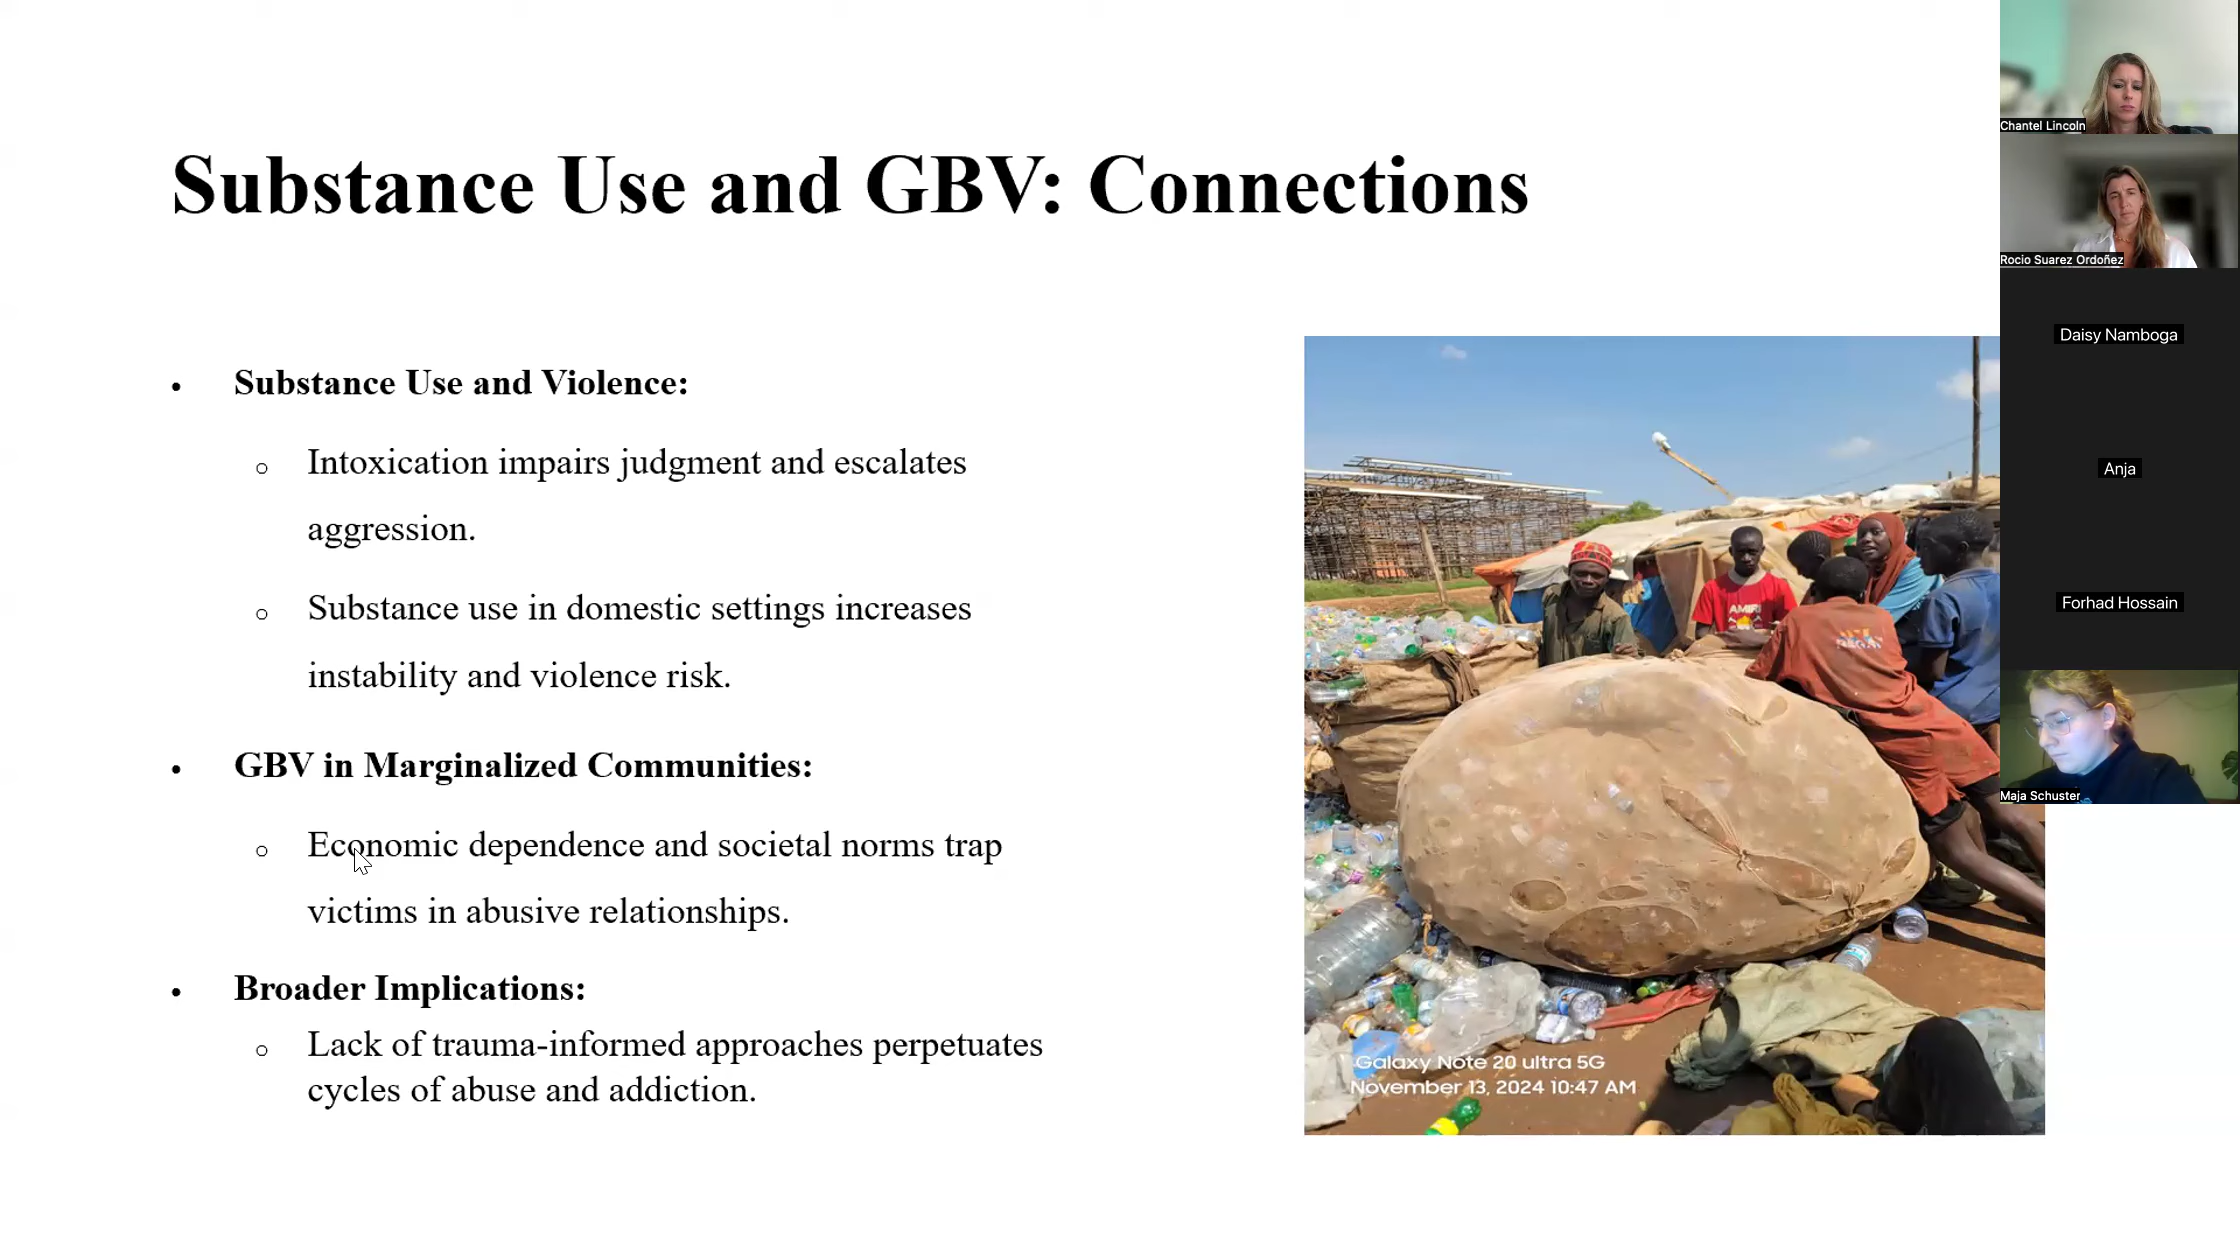 Substance Use and GBV: Connections
• Substance Use and Violence:
o Intoxication impairs judgment and escalates
aggression.
o Substance use in domestic settings increases
instability and violence risk.
• GBV in Marginalized Communities:
o Economic dependence and societal norms trap
victims in abusive relationships.
• Broader Implications:
o Lack of trauma-informed approaches perpetuates
cycles of abuse and addiction.
AMIRI
Galaxy Note 20 ultra 5G
November 13, 2024 10:47 AM
Chantel Lincoln
Rocio Suarez Ordoñez
Daisy Namboga
Anja
Forhad Hossain
Maja Schuster